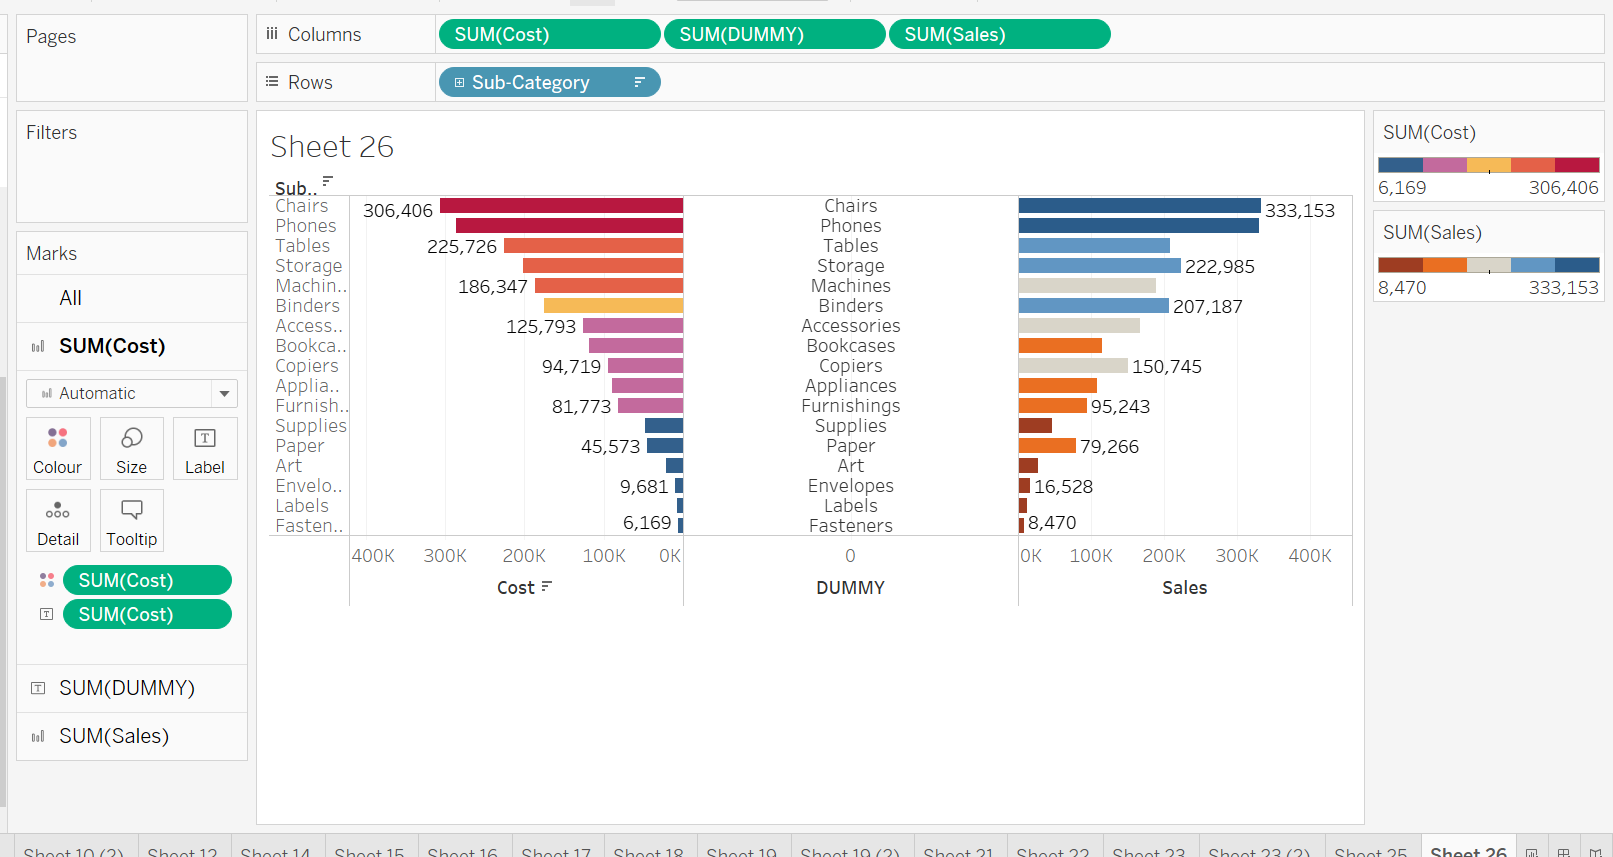 Pages
Columns
SUM(Cost)
SUM(DUMMY)
SUM(Sales)
Rows
Sub-Category
Filters
Marks
All
SUM(Cost)
Automatic
Colour
Size
Label
Detail
Tooltip
SUM(Cost)
SUM(Cost)
SUM(DUMMY)
SUM(Sales)
Sheet 26
Sub..
Chairs 306,406 Chairs 333,153
Phones Phones
Tables 225,726 Tables
Storage Storage 222,985
Machin.. 186,347 Machines
Binders Binders 207,187
Access.. 125,793 Accessories
Bookca.. Bookcases
Copiers 94,719 Copiers 150,745
Applia.. Appliances
Furnish.. 81,773 Furnishings 95,243
Supplies Supplies
Paper 45,573 Paper 79,266
Art Art
Envelo.. 9,681 Envelopes 16,528
Labels Labels
Fasten.. 6,169 Fasteners 8,470
400K 300K 200K 100K 0K 0 0K 100K 200K 300K 400K
Cost DUMMY Sales
SUM(Cost)
6,169 306,406
SUM(Sales)
8,470 333,153
Sheet 10 (2) Sheet 12 Sheet 14 Sheet 15 Sheet 16 Sheet 17 Sheet 18 Sheet 19 Sheet 19 (2) Sheet 21 Sheet 22 Sheet 23 Sheet 23 (2) Sheet 25 Sheet 26